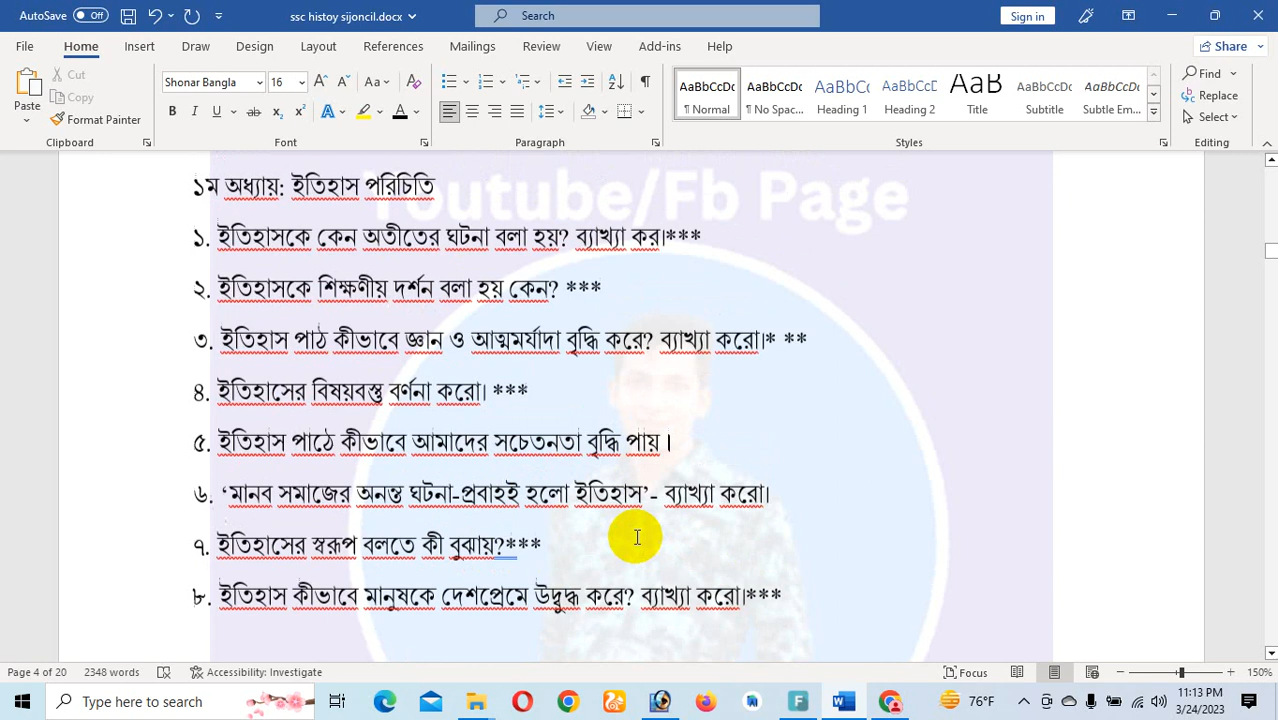 AutoSave Off ssc histoy sijoncil.docx Search Sign in
File Home Insert Draw Design Layout References Mailings Review View Add-ins Help Share
Paste Cut Copy Format Painter Clipboard
Shonar Bangla 16 Font
Paragraph
AaBbCcDc Normal AaBbCcDc No Spac... AaBbCc Heading 1 AaBbCcD Heading 2 AaB Title AaBbCcD Subtitle AaBbCcDc Subtle Em... Styles
Find Replace Select Editing
Youtube/Fb Page
১ম অধ্যায়: ইতিহাস পরিচিতি
১. ইতিহাসকে কেন অতীতের ঘটনা বলা হয়? ব্যাখ্যা কর।***
২. ইতিহাসকে শিক্ষণীয় দর্শন বলা হয় কেন? ***
৩. ইতিহাস পাঠ কীভাবে জ্ঞান ও আত্মমর্যাদা বৃদ্ধি করে? ব্যাখ্যা করো।* **
৪. ইতিহাসের বিষয়বস্তু বর্ণনা করো। ***
৫. ইতিহাস পাঠে কীভাবে আমাদের সচেতনতা বৃদ্ধি পায়।
৬. ‘মানব সমাজের অনন্ত ঘটনা-প্রবাহই হলো ইতিহাস’- ব্যাখ্যা করো।
৭. ইতিহাসের স্বরূপ বলতে কী বুঝায়?***
৮. ইতিহাস কীভাবে মানুষকে দেশপ্রেমে উদ্বুদ্ধ করে? ব্যাখ্যা করো।***
Page 4 of 20 2348 words Accessibility: Investigate Focus 150%
Type here to search 76°F 11:13 PM
3/24/2023